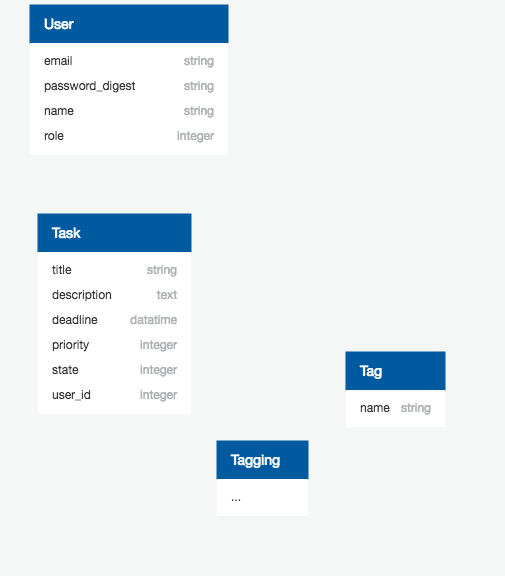 User
email string
password_digest string
name string
role integer
Task
title string
description text
deadline datatime
priority integer
state integer
user_id integer
Tag
name string
Tagging
...